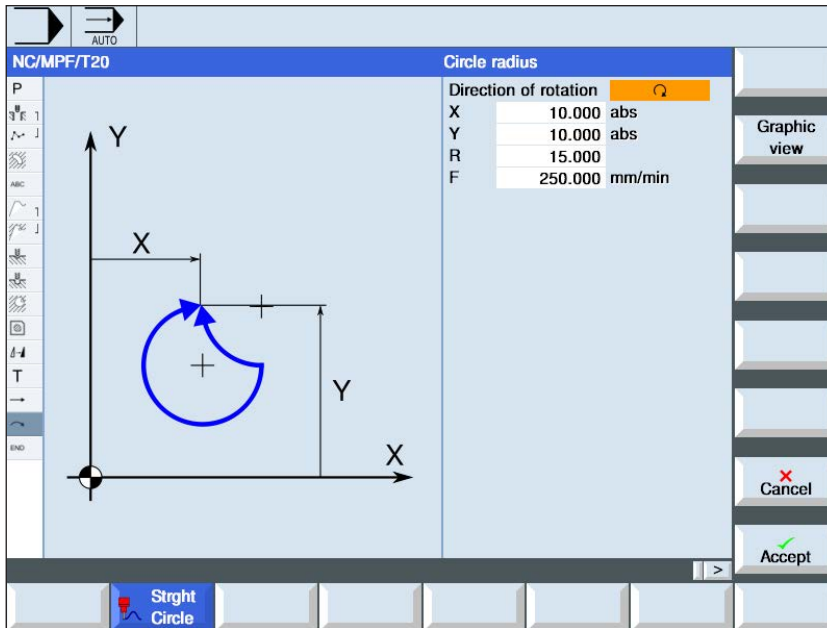 AUTO
NC/MPF/T20
Circle radius
P
ABC
T
END
Y
X
Y
X
Direction of rotation
X 10.000 abs
Y 10.000 abs
R 15.000
F 250.000 mm/min
Graphic
view
Cancel
Accept
>
Strght
Circle